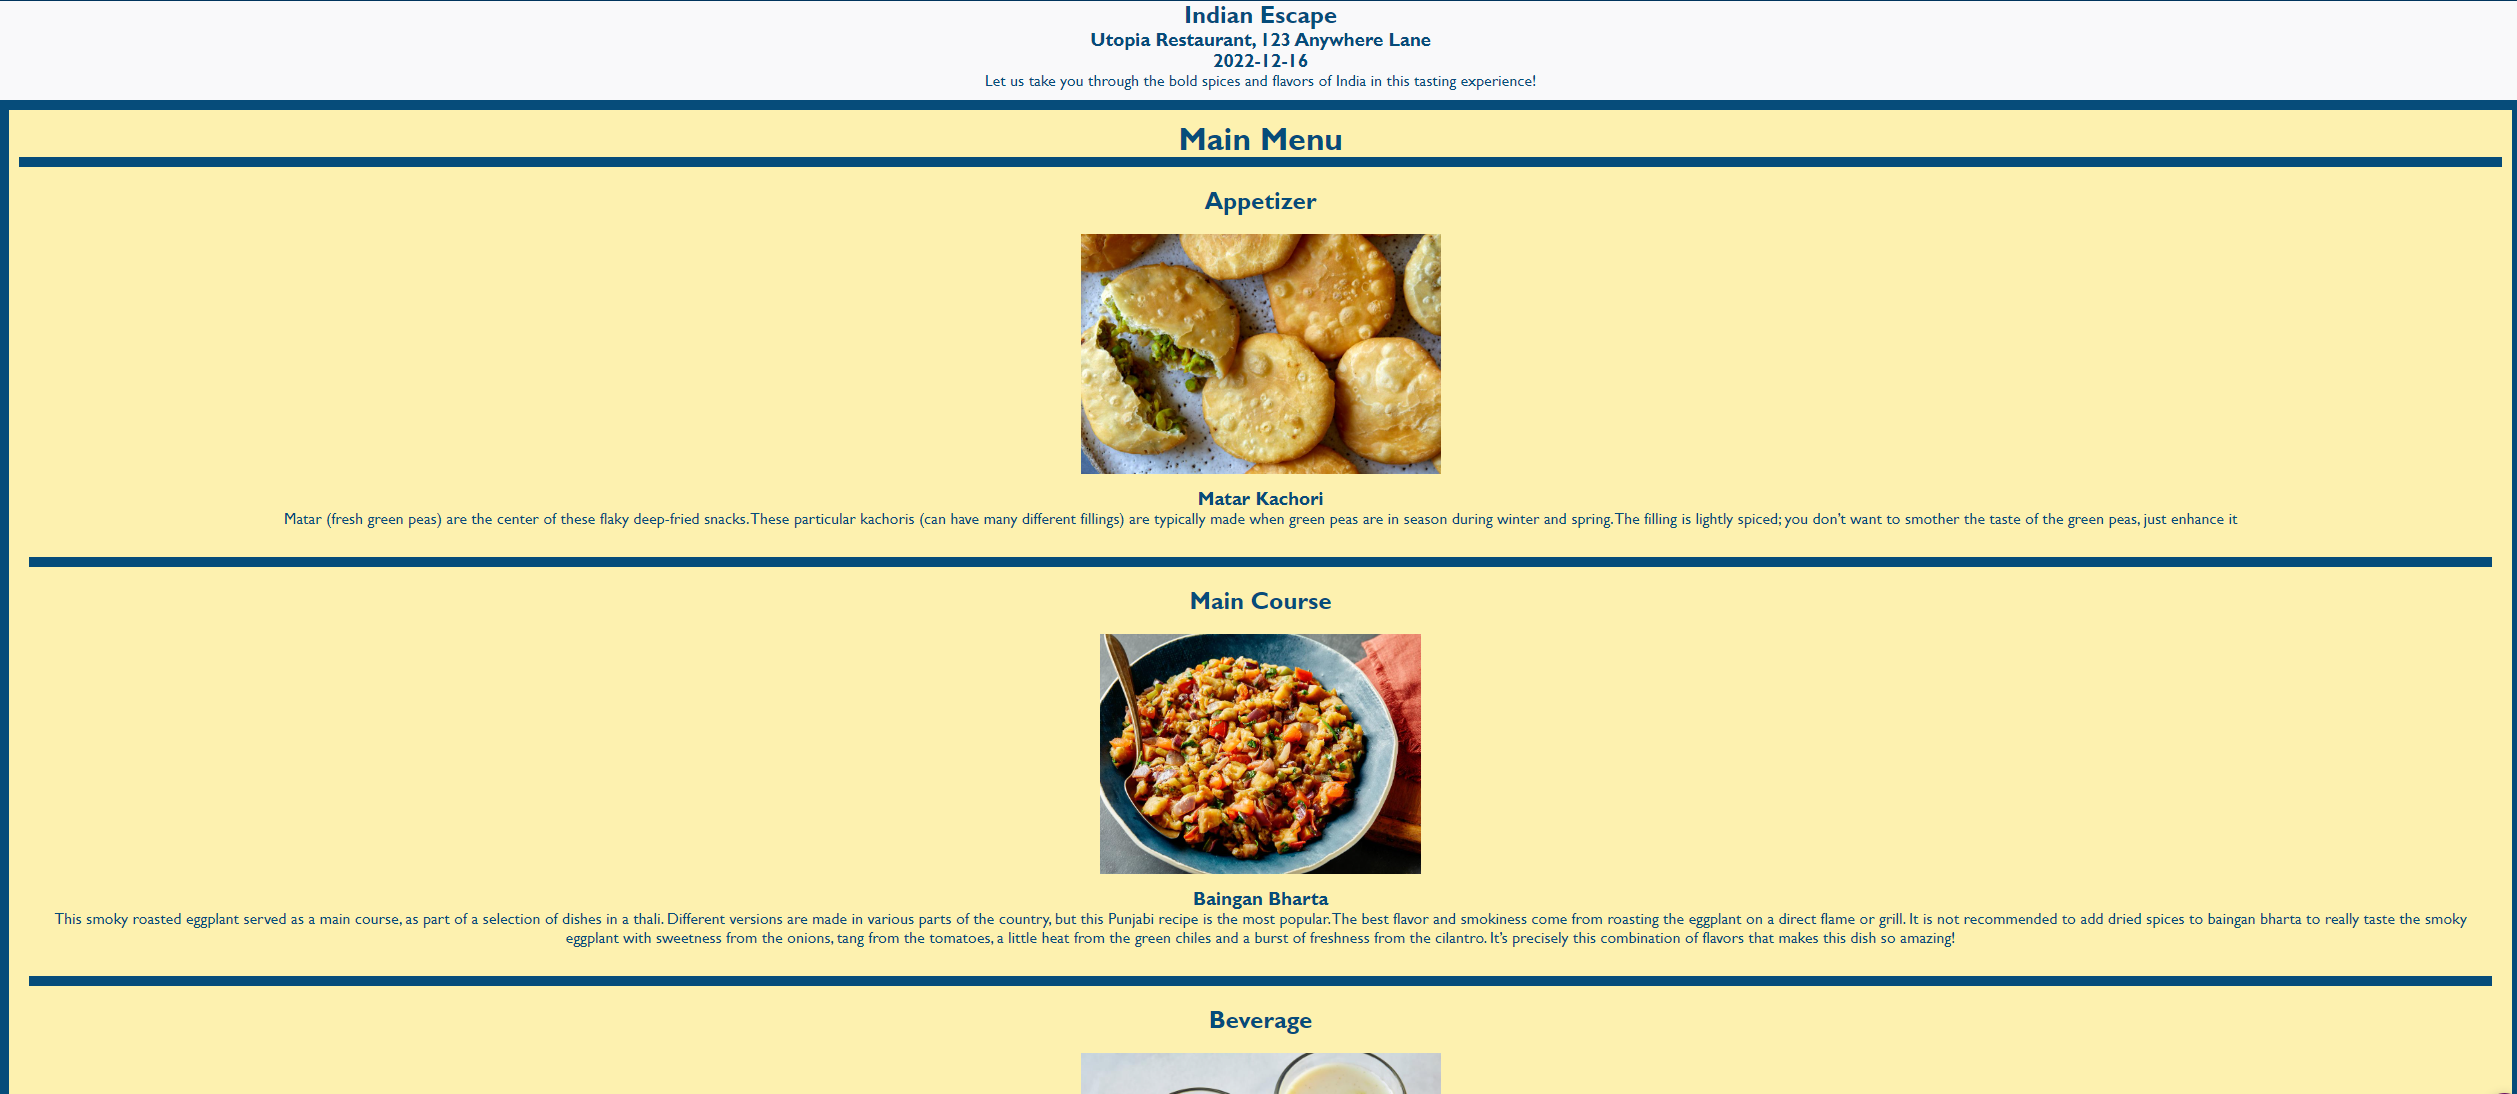 Indian Escape
Utopia Restaurant, 123 Anywhere Lane
2022-12-16
Let us take you through the bold spices and flavors of India in this tasting experience!
Main Menu
Appetizer
Matar Kachori
Matar (fresh green peas) are the center of these flaky deep-fried snacks. These particular kachoris (can have many different fillings) are typically made when green peas are in season during winter and spring. The filling is lightly spiced; you don’t want to smother the taste of the green peas, just enhance it
Main Course
Baingan Bharta
This smoky roasted eggplant served as a main course, as part of a selection of dishes in a thali. Different versions are made in various parts of the country, but this Punjabi recipe is the most popular. The best flavor and smokiness come from roasting the eggplant on a direct flame or grill. It is not recommended to add dried spices to baingan bharta to really taste the smoky
eggplant with sweetness from the onions, tang from the tomatoes, a little heat from the green chiles and a burst of freshness from the cilantro. It’s precisely this combination of flavors that makes this dish so amazing!
Beverage